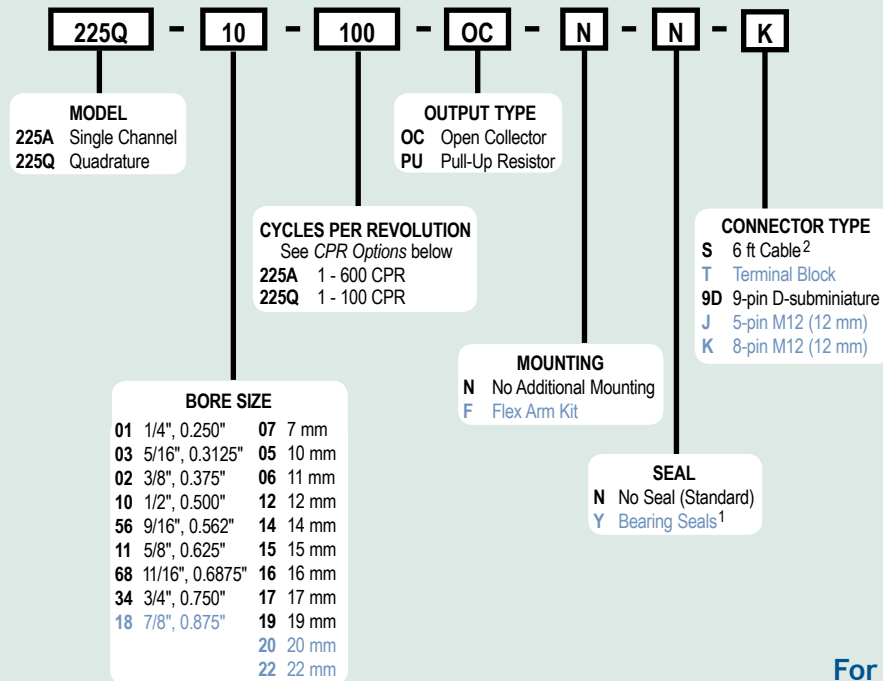 225Q - 10 - 100 - OC - N - N - K
MODEL
225A Single Channel
225Q Quadrature
OUTPUT TYPE
OC Open Collector
PU Pull-Up Resistor
CYCLES PER REVOLUTION
See CPR Options below
225A 1 - 600 CPR
225Q 1 - 100 CPR
CONNECTOR TYPE
S 6 ft Cable2
T Terminal Block
9D 9-pin D-subminiature
J 5-pin M12 (12 mm)
K 8-pin M12 (12 mm)
MOUNTING
N No Additional Mounting
F Flex Arm Kit
BORE SIZE
01 1/4", 0.250" 07 7 mm
03 5/16", 0.3125" 05 10 mm
02 3/8", 0.375" 06 11 mm
10 1/2", 0.500" 12 12 mm
56 9/16", 0.562" 14 14 mm
11 5/8", 0.625" 15 15 mm
68 11/16", 0.6875" 16 16 mm
34 3/4", 0.750" 17 17 mm
18 7/8", 0.875" 19 19 mm
20 20 mm
22 22 mm
SEAL
N No Seal (Standard)
Y Bearing Seals1
For